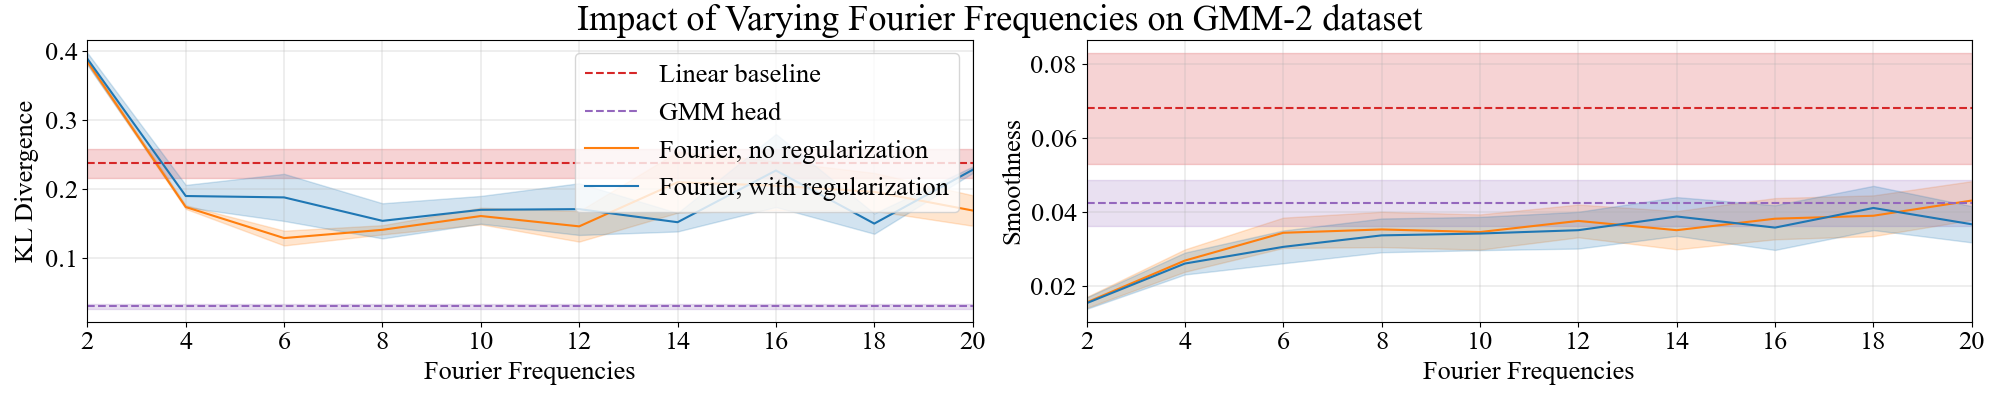 Impact of Varying Fourier Frequencies on GMM-2 dataset
KL Divergence
0.4
0.3
0.2
0.1
2 4 6 8 10 12 14 16 18 20
Fourier Frequencies
Linear baseline
GMM head
Fourier, no regularization
Fourier, with regularization
Smoothness
0.08
0.06
0.04
0.02
2 4 6 8 10 12 14 16 18 20
Fourier Frequencies